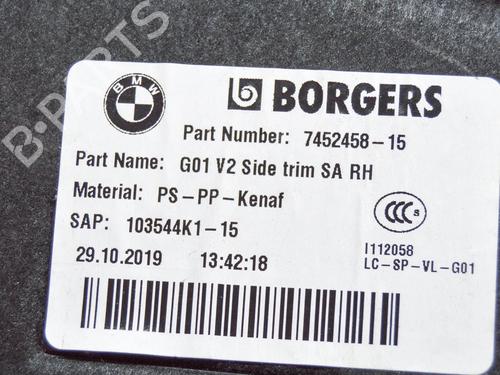 BMW
BORGERS
Part Number: 7452458-15
Part Name: G01 V2 Side trim SA RH
Material: PS-PP-Kenaf
SAP: 103544K1-15
CCC S
I112058
29.10.2019 13:42:18
LC-SP-VL-G01
B-PARTS